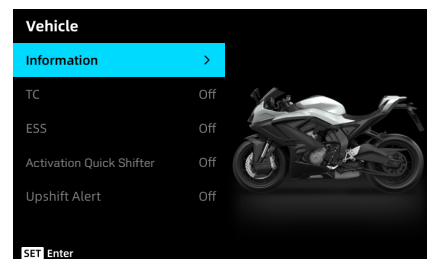 Vehicle
Information >
TC Off
ESS Off
Activation Quick Shifter Off
Upshift Alert Off
SET Enter